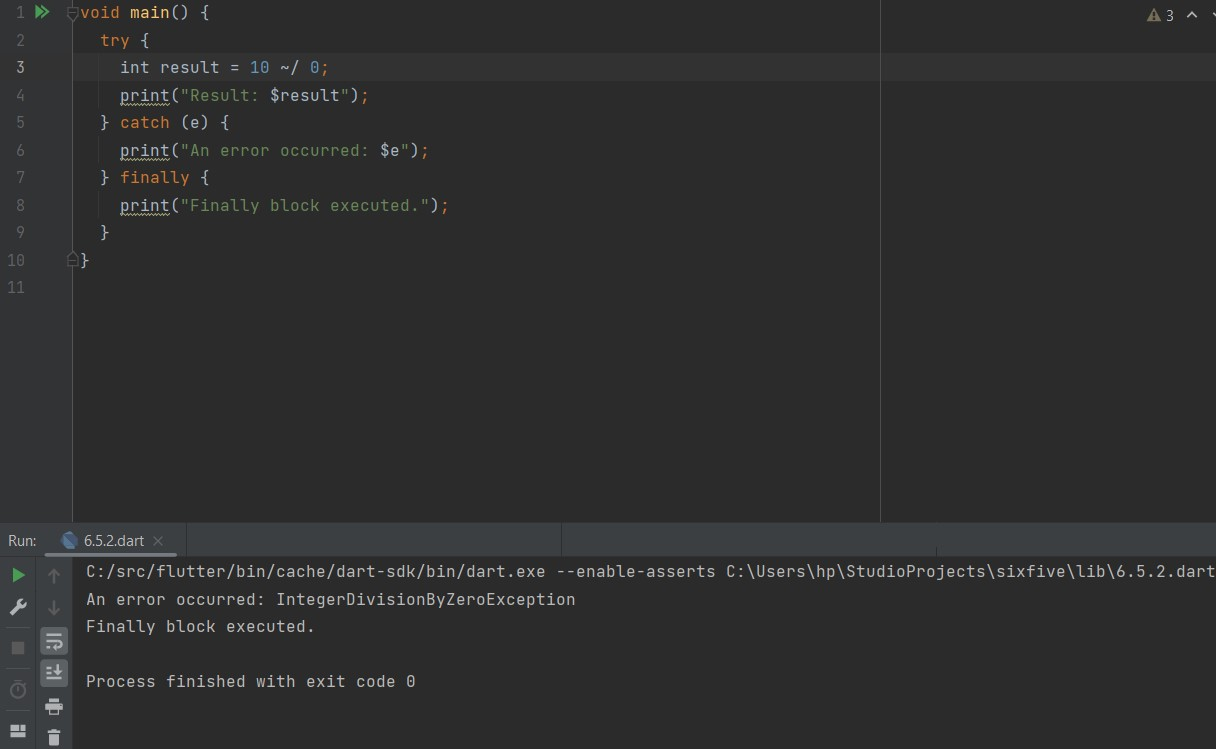 1 void main() {
2 try {
3 int result = 10 ~/ 0;
4 print("Result: $result");
5 } catch (e) {
6 print("An error occurred: $e");
7 } finally {
8 print("Finally block executed.");
9 }
10 }
11
3
Run: 6.5.2.dart
C:/src/flutter/bin/cache/dart-sdk/bin/dart.exe --enable-asserts C:\Users\hp\StudioProjects\sixfive\lib\6.5.2.dart
An error occurred: IntegerDivisionByZeroException
Finally block executed.
Process finished with exit code 0